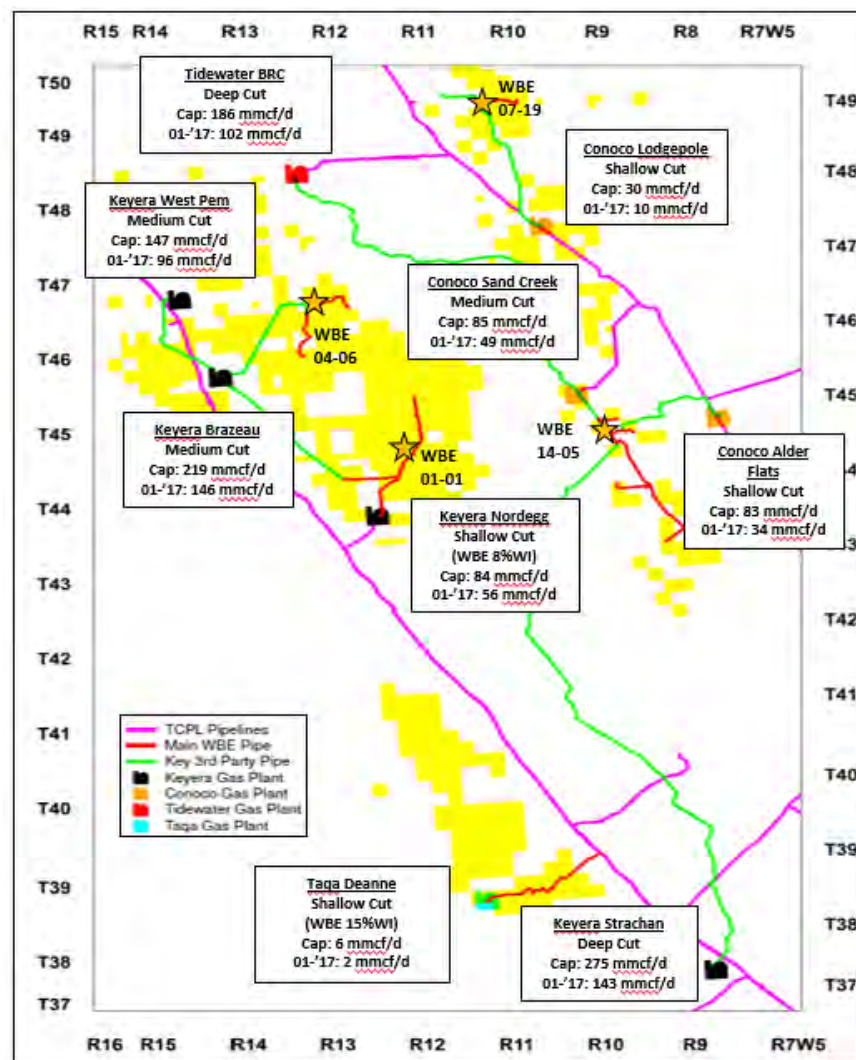 R15 R14 R13 R12 R11 R10 R9 R8 R7W5
T50
T49
T48
T47
T46
T45
T44
T43
T42
T41
T40
T39
T38
T37
Tidewater BRC
Deep Cut
Cap: 186 mmcf/d
01-'17: 102 mmcf/d
WBE
07-19
Conoco Lodgepole
Shallow Cut
Cap: 30 mmcf/d
01-'17: 10 mmcf/d
Keyera West Pem
Medium Cut
Cap: 147 mmcf/d
01-'17: 96 mmcf/d
Conoco Sand Creek
Medium Cut
Cap: 85 mmcf/d
01-'17: 49 mmcf/d
WBE
04-06
Keyera Brazeau
Medium Cut
Cap: 219 mmcf/d
01-'17: 146 mmcf/d
WBE
01-01
WBE
14-05
Conoco Alder
Flats
Shallow Cut
Cap: 83 mmcf/d
01-'17: 34 mmcf/d
Keyera Nordegg
Shallow Cut
(WBE 8%WI)
Cap: 84 mmcf/d
01-'17: 56 mmcf/d
TCPL Pipelines
Main WBE Pipe
Key 3rd Party Pipe
Keyera Gas Plant
Conoco Gas Plant
Tidewater Gas Plant
Taqa Gas Plant
Taqa Deanne
Shallow Cut
(WBE 15%WI)
Cap: 6 mmcf/d
01-'17: 2 mmcf/d
Keyera Strachan
Deep Cut
Cap: 275 mmcf/d
01-'17: 143 mmcf/d
T49
T48
T47
T46
T45
T42
T41
T40
T39
T38
T37
R16 R15 R14 R13 R12 R11 R10 R9 R7W5